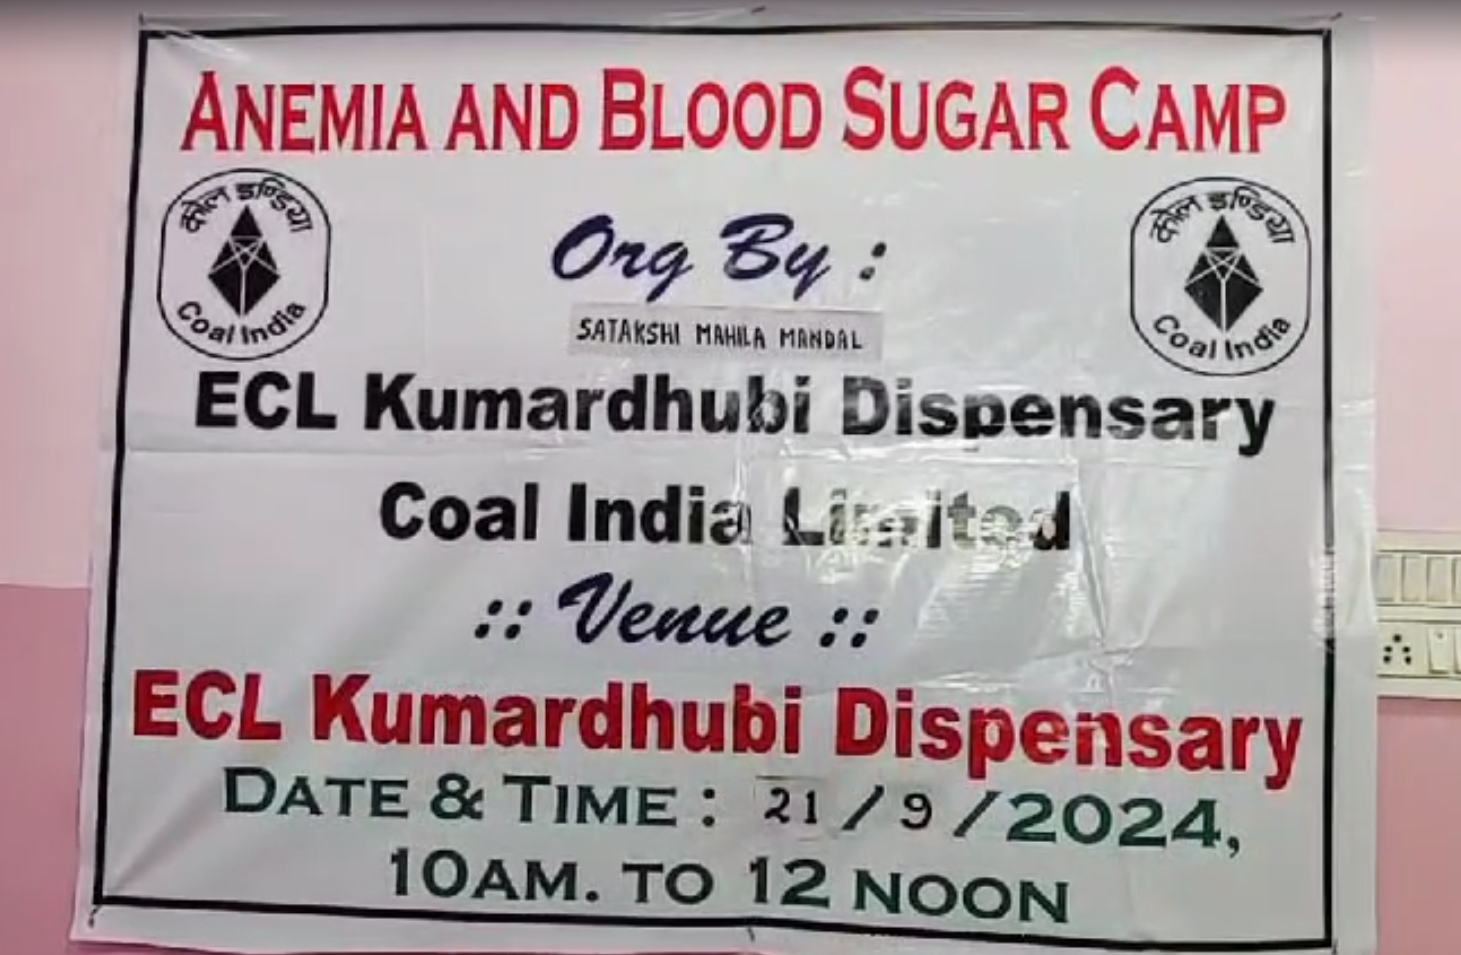 ANEMIA AND BLOOD SUGAR CAMP
कोल इण्डिया
Coal India
कोल इण्डिया
Coal India
Org By :
SATAKSHI MAHILA MANDAL
ECL Kumardhubi Dispensary
Coal India Limited
:: Venue ::
ECL Kumardhubi Dispensary
DATE & TIME : 21 / 9 / 2024,
10AM. TO 12 NOON